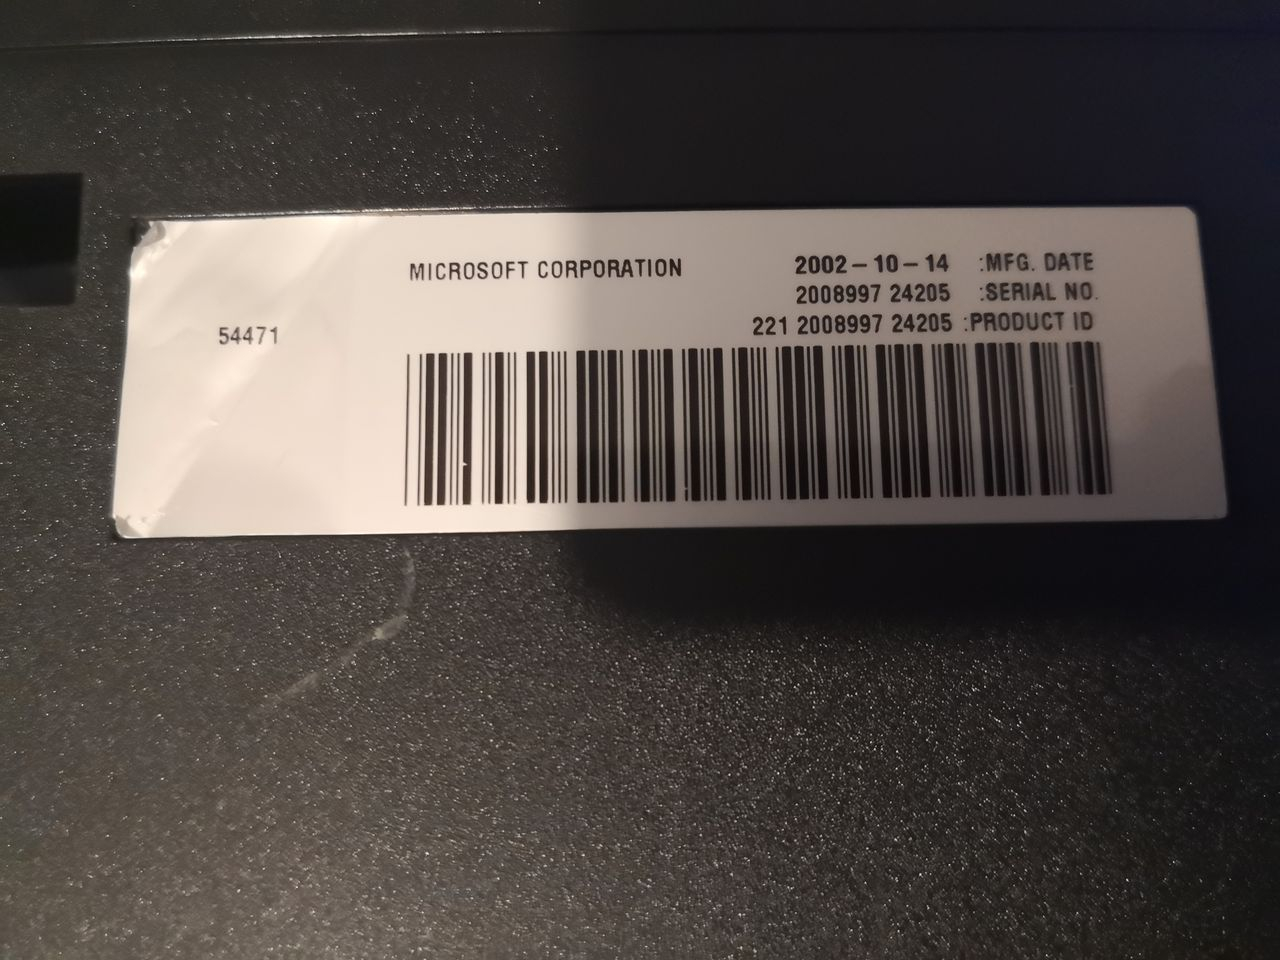 MICROSOFT CORPORATION
2002-10-14 :MFG. DATE
2008997 24205 :SERIAL NO.
221 2008997 24205 :PRODUCT ID
54471